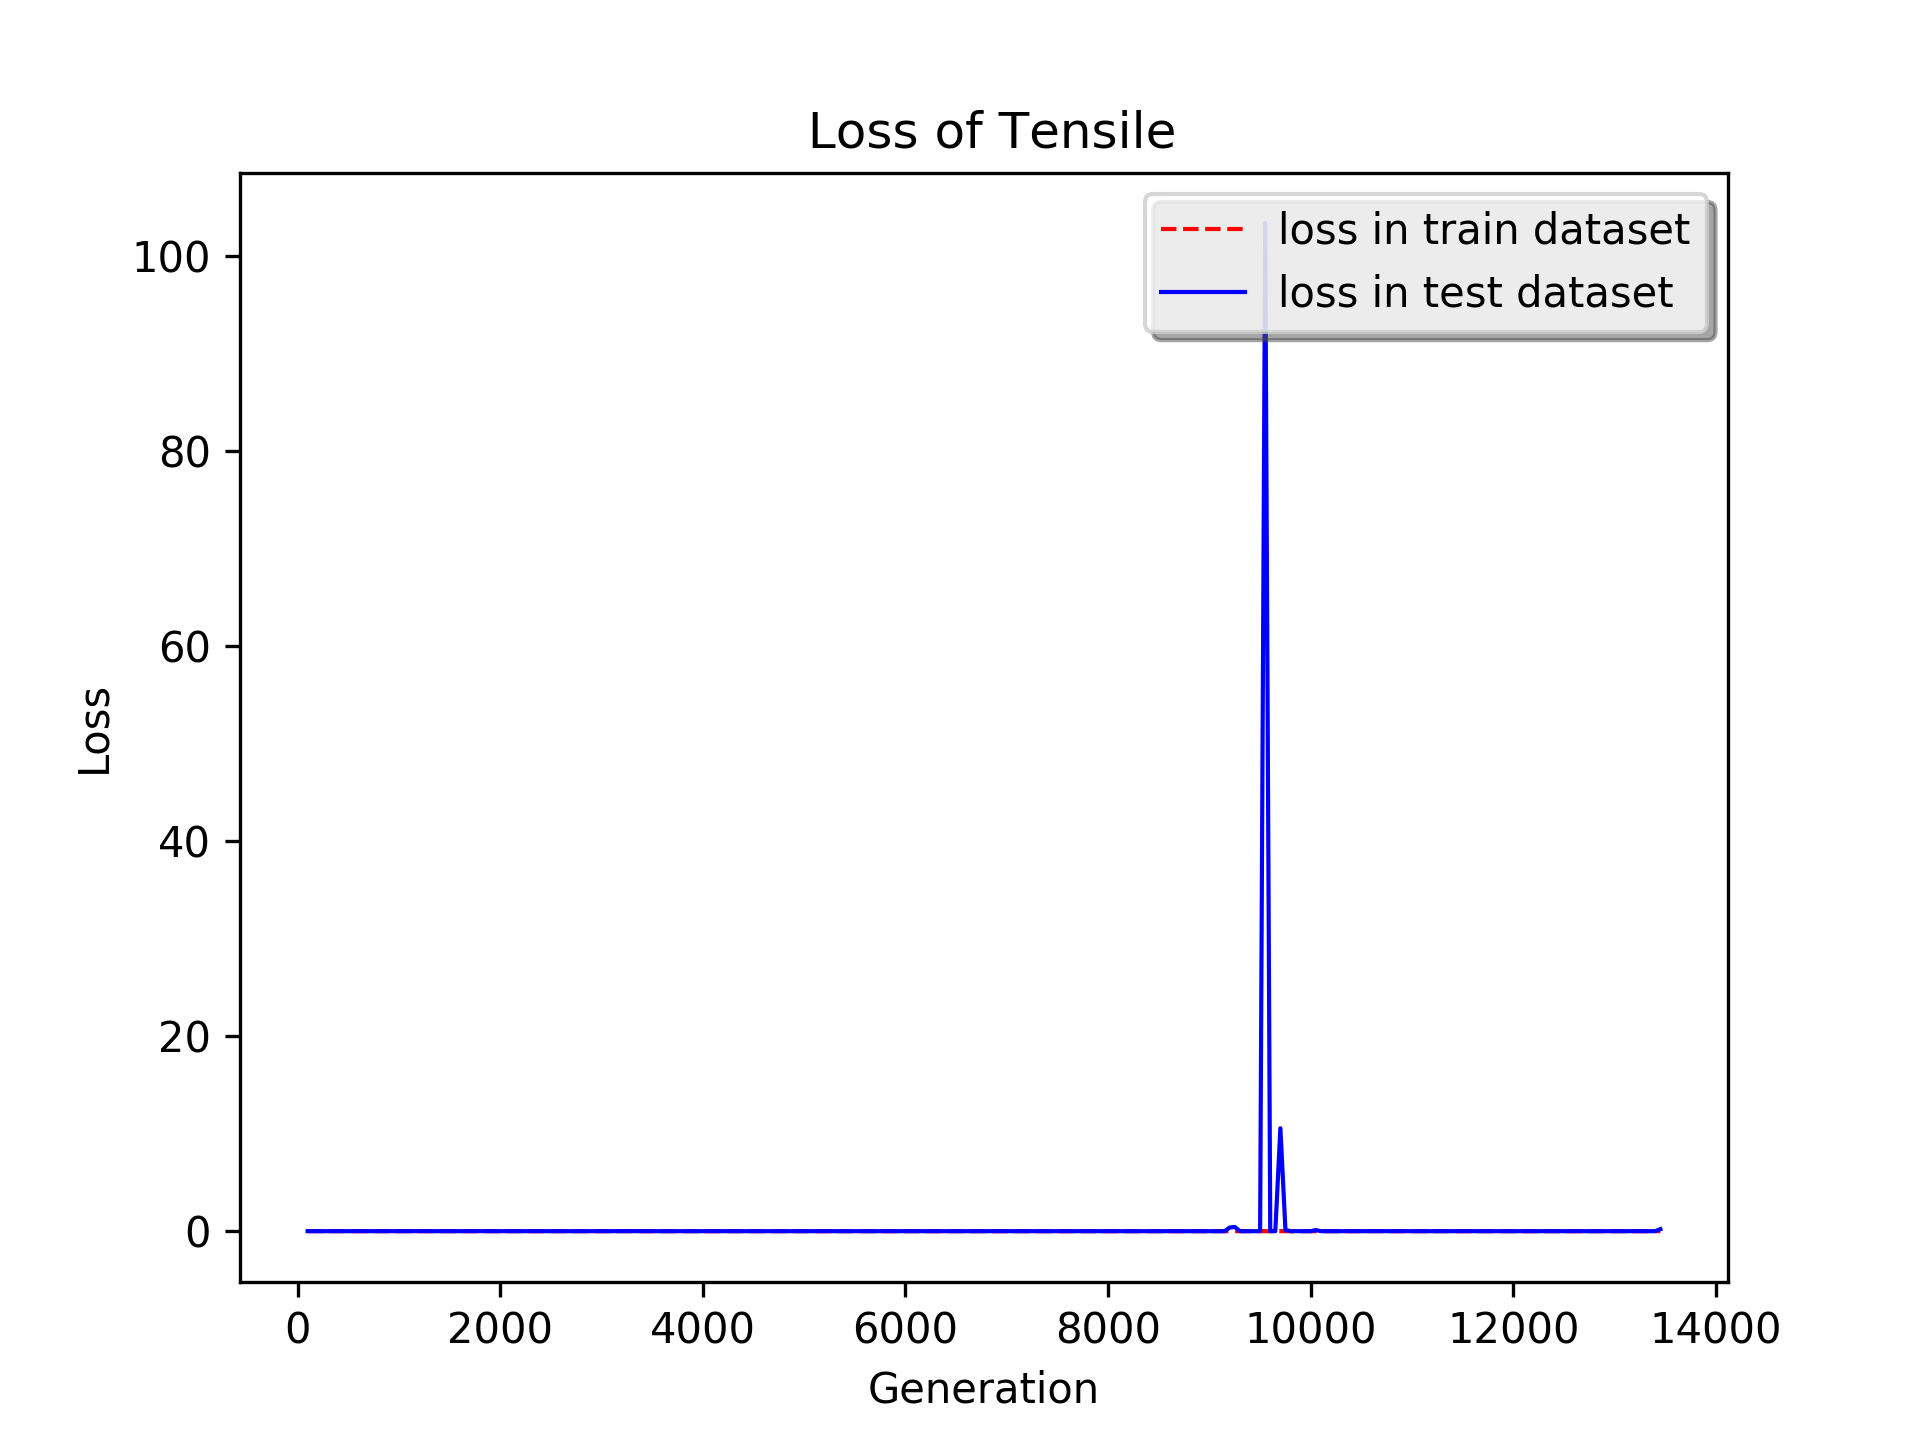 Loss of Tensile
loss in train dataset
loss in test dataset
100
80
60
40
20
0
Loss
0 2000 4000 6000 8000 10000 12000 14000
Generation